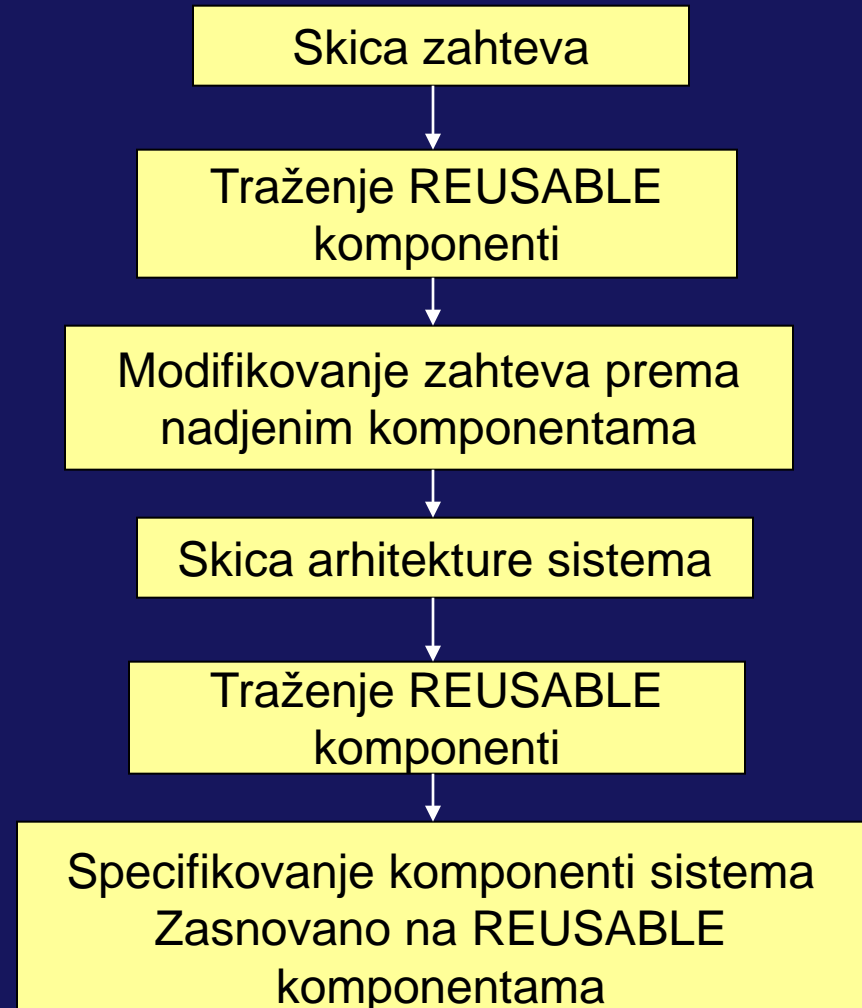 Skica zahteva
Traženje REUSABLE
komponenti
Modifikovanje zahteva prema
nadjenim komponentama
Skica arhitekture sistema
Traženje REUSABLE
komponenti
Specifikovanje komponenti sistema
Zasnovano na REUSABLE
komponentama